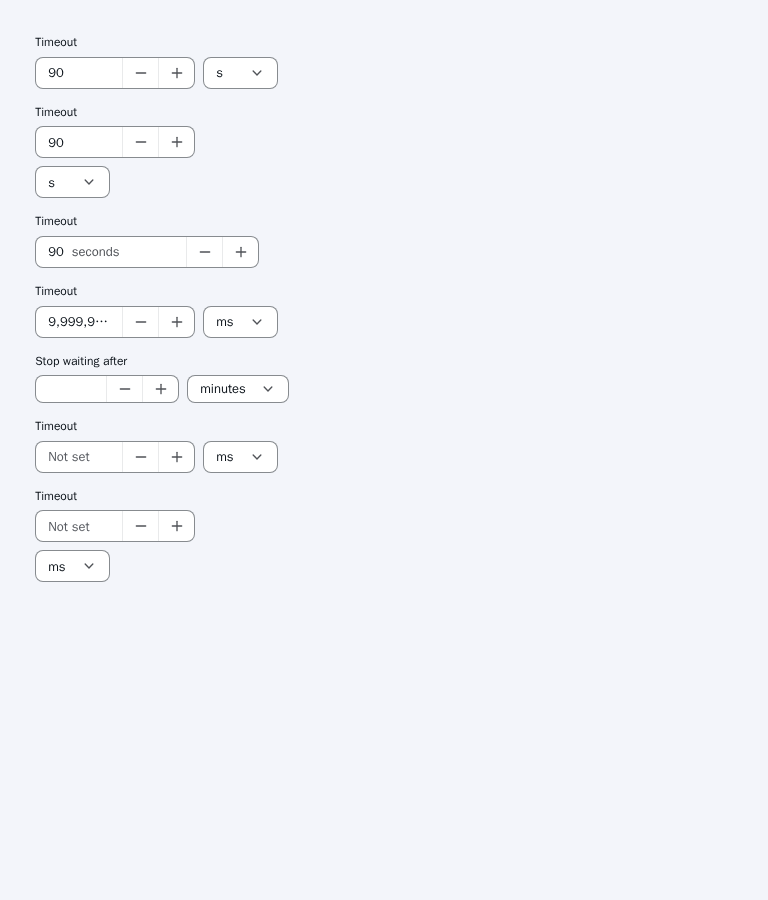 Timeout
90 s
Timeout
90
s
Timeout
90 seconds
Timeout
9,999,9⋯ ms
Stop waiting after
minutes
Timeout
Not set ms
Timeout
Not set
ms